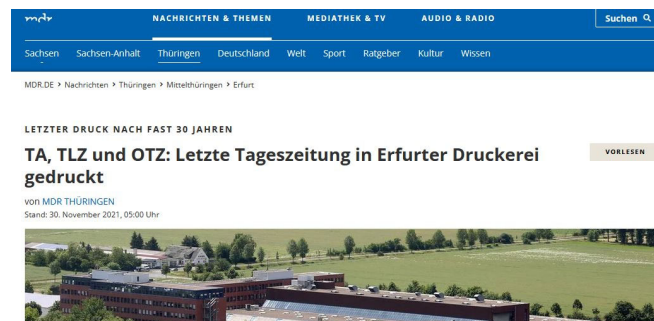 mdr NACHRICHTEN & THEMEN MEDIATHEK & TV AUDIO & RADIO Suchen
Sachsen Sachsen-Anhalt Thüringen Deutschland Welt Sport Ratgeber Kultur Wissen
MDR.DE > Nachrichten > Thüringen > Mittelthüringen > Erfurt
LETZTER DRUCK NACH FAST 30 JAHREN
TA, TLZ und OTZ: Letzte Tageszeitung in Erfurter Druckerei VORLESEN
gedruckt
von MDR THÜRINGEN
Stand: 30. November 2021, 05:00 Uhr